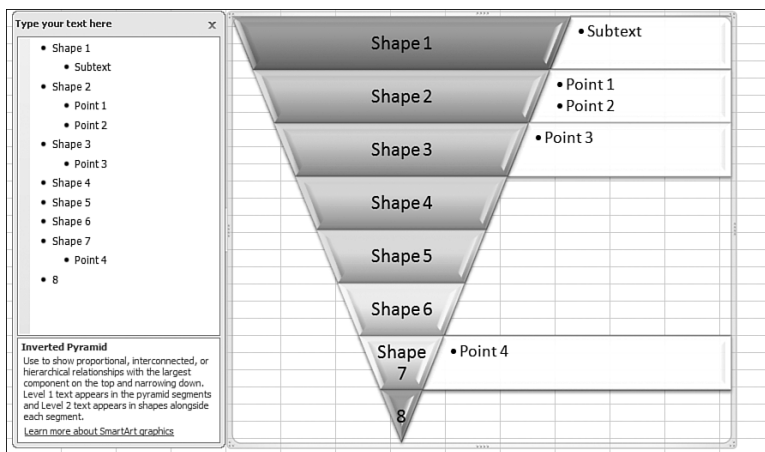 Type your text here x
• Shape 1
• Subtext
• Shape 2
• Point 1
• Point 2
• Shape 3
• Point 3
• Shape 4
• Shape 5
• Shape 6
• Shape 7
• Point 4
• 8
Inverted Pyramid
Use to show proportional, interconnected, or
hierarchical relationships with the largest
component on the top and narrowing down.
Level 1 text appears in the pyramid segments
and Level 2 text appears in shapes alongside
each segment.
Learn more about SmartArt graphics
Shape 1
• Subtext
Shape 2
• Point 1
• Point 2
Shape 3
• Point 3
Shape 4
Shape 5
Shape 6
Shape
7
• Point 4
8